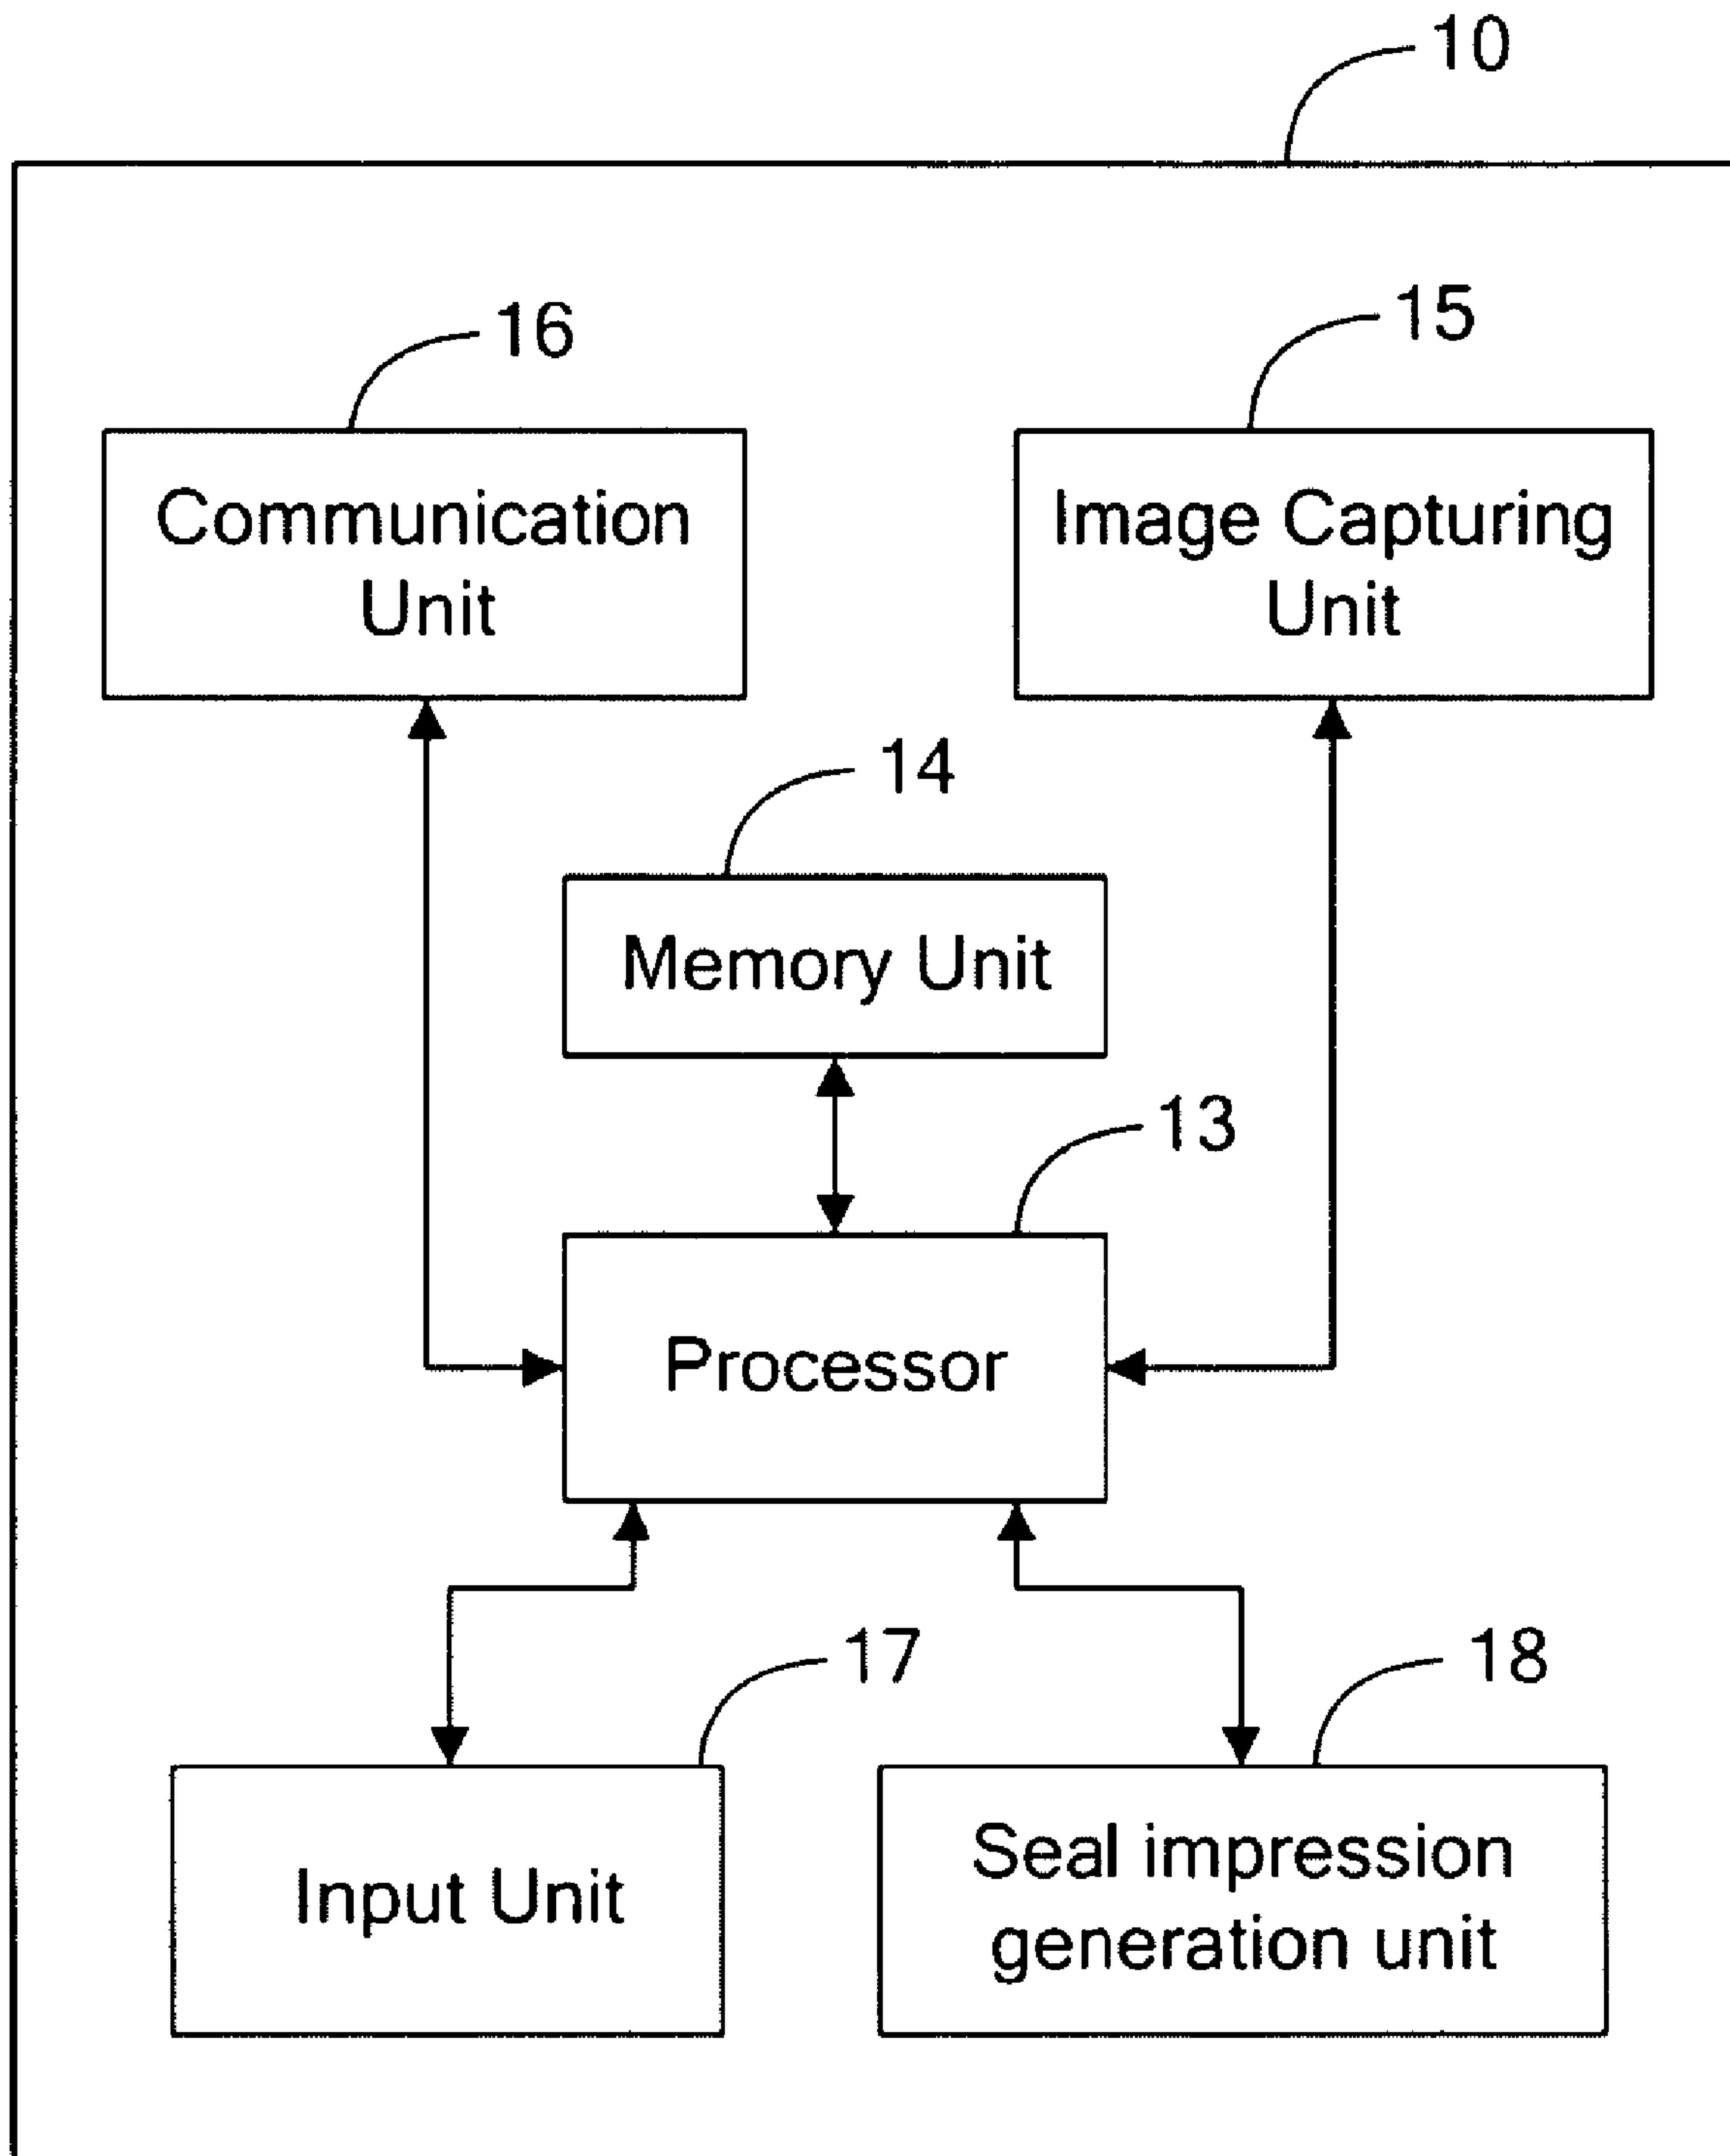 10
16
15
Communication
Unit
Image Capturing
Unit
14
Memory Unit
13
Processor
17
18
Input Unit
Seal impression
generation unit